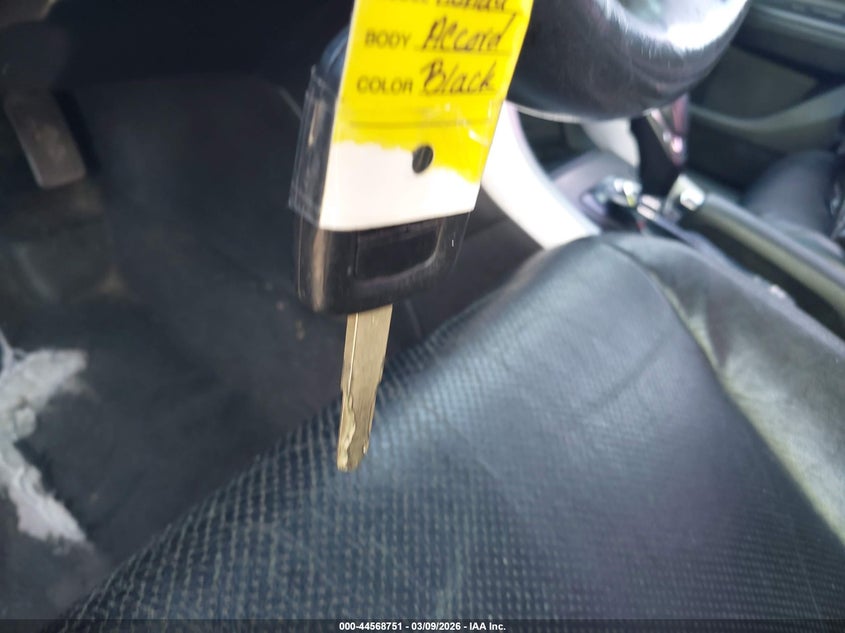 BODY Accord
COLOR Black
000-44568751 — 03/09/2026 — IAA Inc.